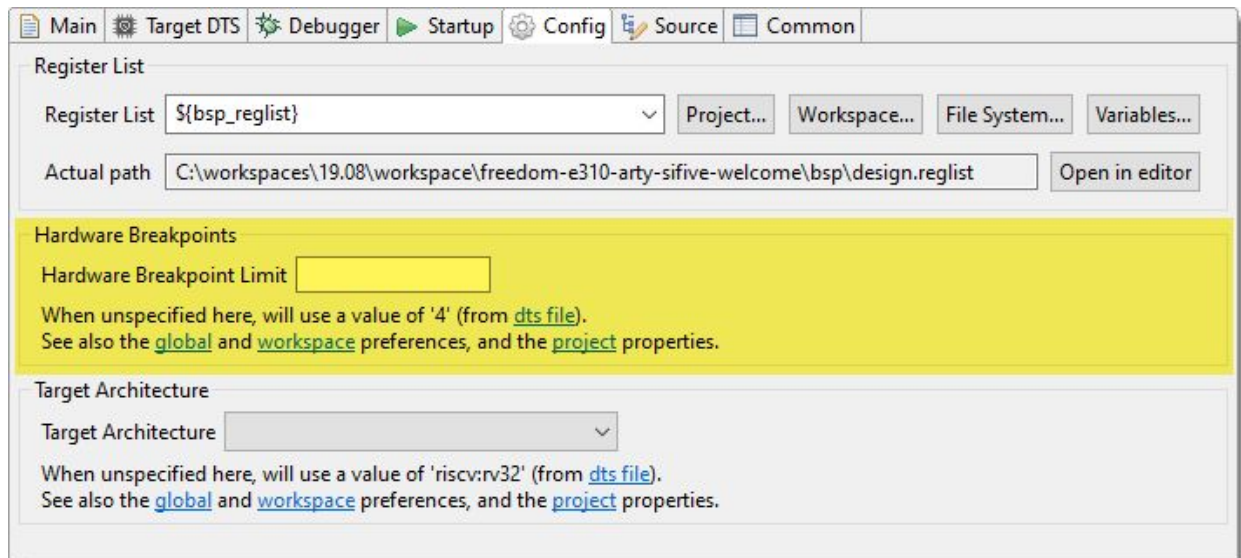 Main Target DTS Debugger Startup Config Source Common
Register List
Register List ${bsp_reglist} Project... Workspace... File System... Variables...
Actual path C:\workspaces\19.08\workspace\freedom-e310-arty-sifive-welcome\bsp\design.reglist Open in editor
Hardware Breakpoints
Hardware Breakpoint Limit
When unspecified here, will use a value of '4' (from dts file).
See also the global and workspace preferences, and the project properties.
Target Architecture
Target Architecture
When unspecified here, will use a value of 'riscv:rv32' (from dts file).
See also the global and workspace preferences, and the project properties.